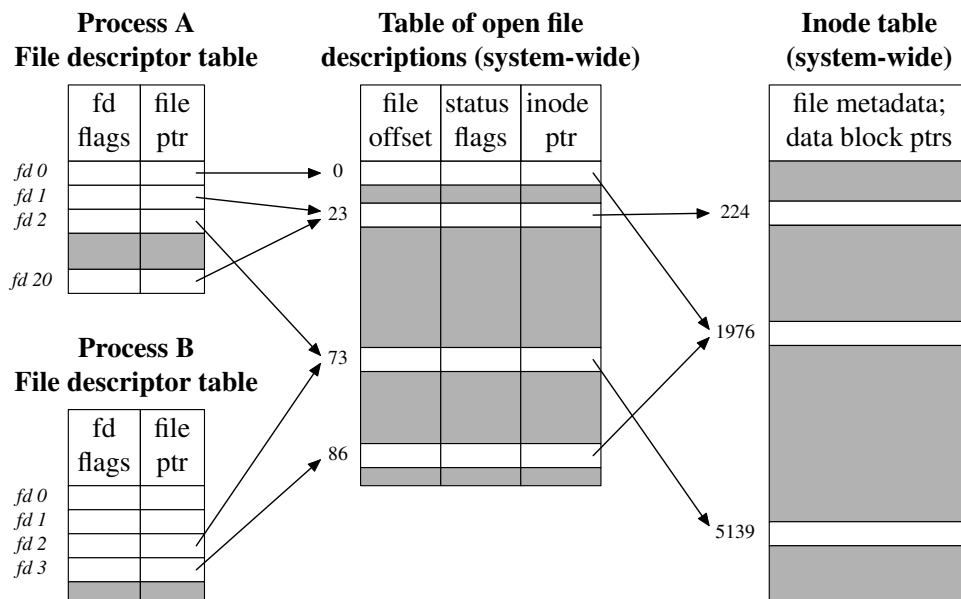 Process A
File descriptor table
fd
flags
file
ptr
fd 0
fd 1
fd 2
fd 20
Process B
File descriptor table
fd
flags
file
ptr
fd 0
fd 1
fd 2
fd 3
Table of open file
descriptions (system-wide)
file
offset
status
flags
inode
ptr
0
23
73
86
Inode table
(system-wide)
file metadata;
data block ptrs
224
1976
5139